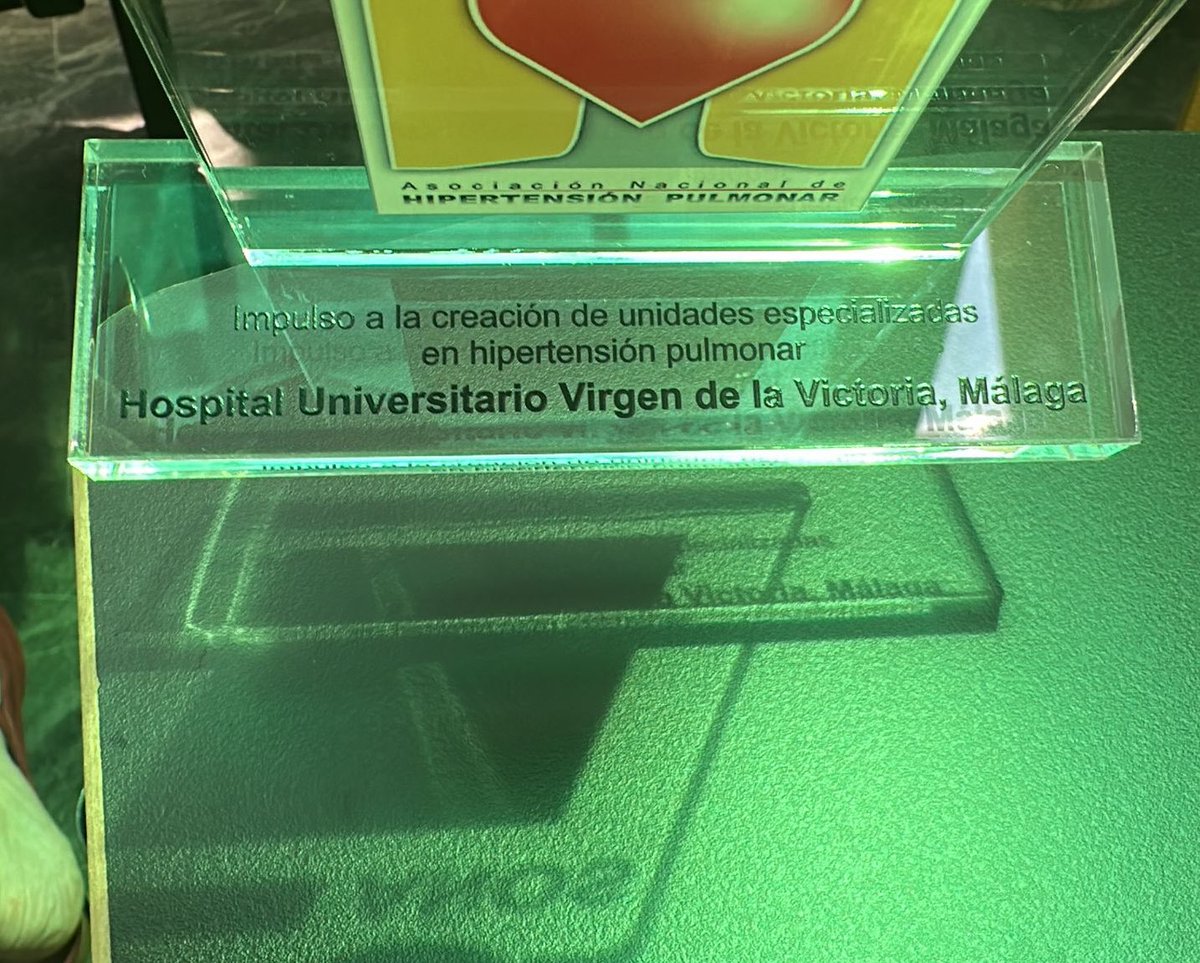 Asociación Nacional de
HIPERTENSIÓN PULMONAR
Impulso a la creación de unidades especializadas
en hipertensión pulmonar
Hospital Universitario Virgen de la Victoria, Málaga